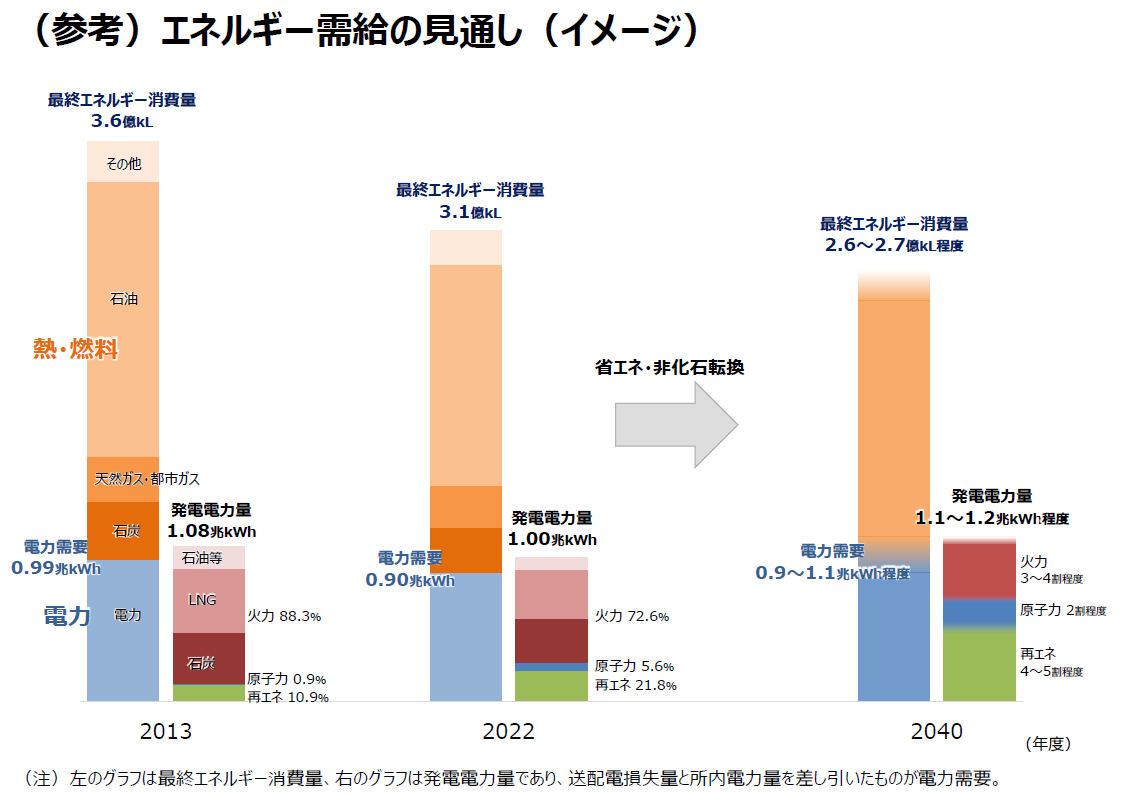 （参考）エネルギー需給の見通し（イメージ）
最終エネルギー消費量
3.6億kL
その他
石油
熱・燃料
天然ガス・都市ガス
石炭
電力需要
0.99兆kWh
電力
電力
発電電力量
1.08兆kWh
石油等
LNG
石炭
火力 88.3%
原子力 0.9%
再エネ 10.9%
2013
最終エネルギー消費量
3.1億kL
電力需要
0.90兆kWh
発電電力量
1.00兆kWh
火力 72.6%
原子力 5.6%
再エネ 21.8%
2022
省エネ・非化石転換
最終エネルギー消費量
2.6～2.7億kL程度
電力需要
0.9～1.1兆kWh程度
発電電力量
1.1～1.2兆kWh程度
火力
3～4割程度
原子力 2割程度
再エネ
4～5割程度
2040
（年度）
（注）左のグラフは最終エネルギー消費量、右のグラフは発電電力量であり、送配電損失量と所内電力量を差し引いたものが電力需要。